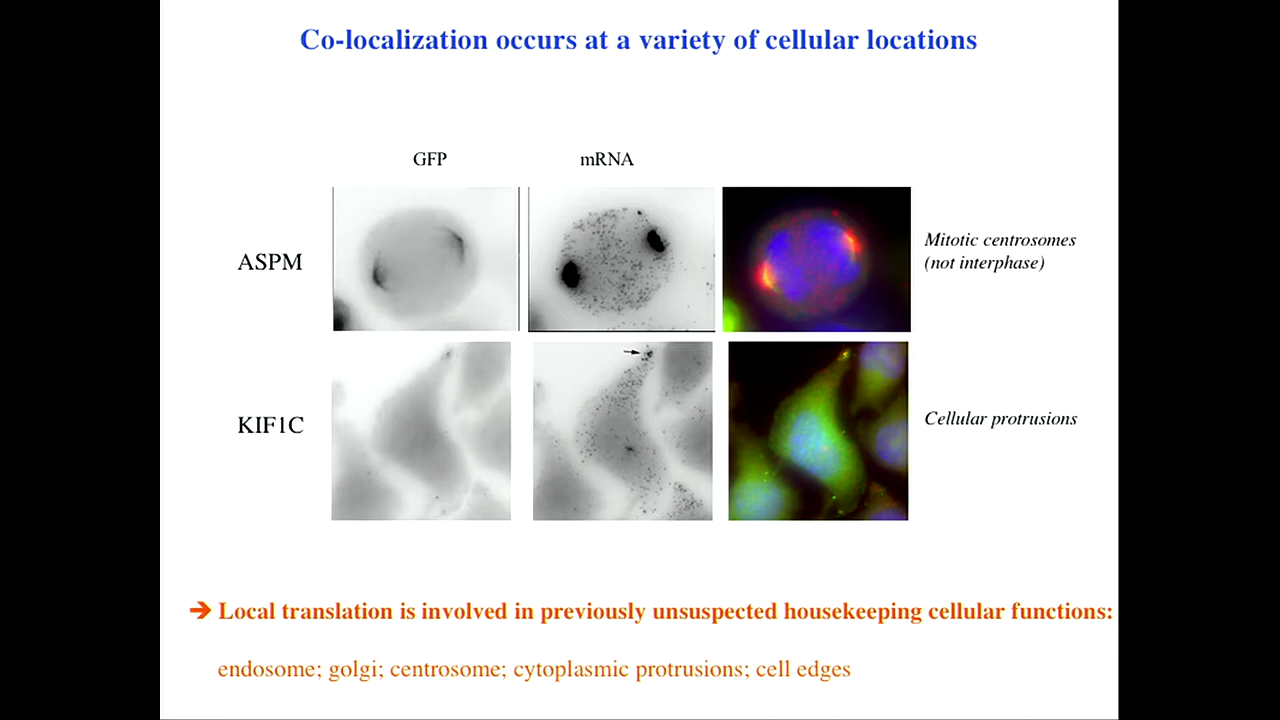 Co-localization occurs at a variety of cellular locations
GFP
mRNA
ASPM
Mitotic centrosomes
(not interphase)
KIF1C
Cellular protrusions
➔ Local translation is involved in previously unsuspected housekeeping cellular functions:
endosome; golgi; centrosome; cytoplasmic protrusions; cell edges